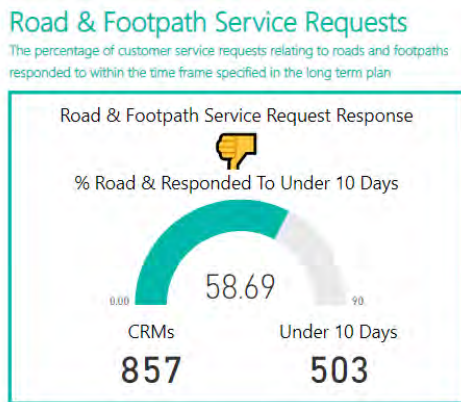 Road & Footpath Service Requests
The percentage of customer service requests relating to roads and footpaths
responded to within the time frame specified in the long term plan
Road & Footpath Service Request Response
% Road & Responded To Under 10 Days
58.69
0.00
90.
CRMs
Under 10 Days
857
503